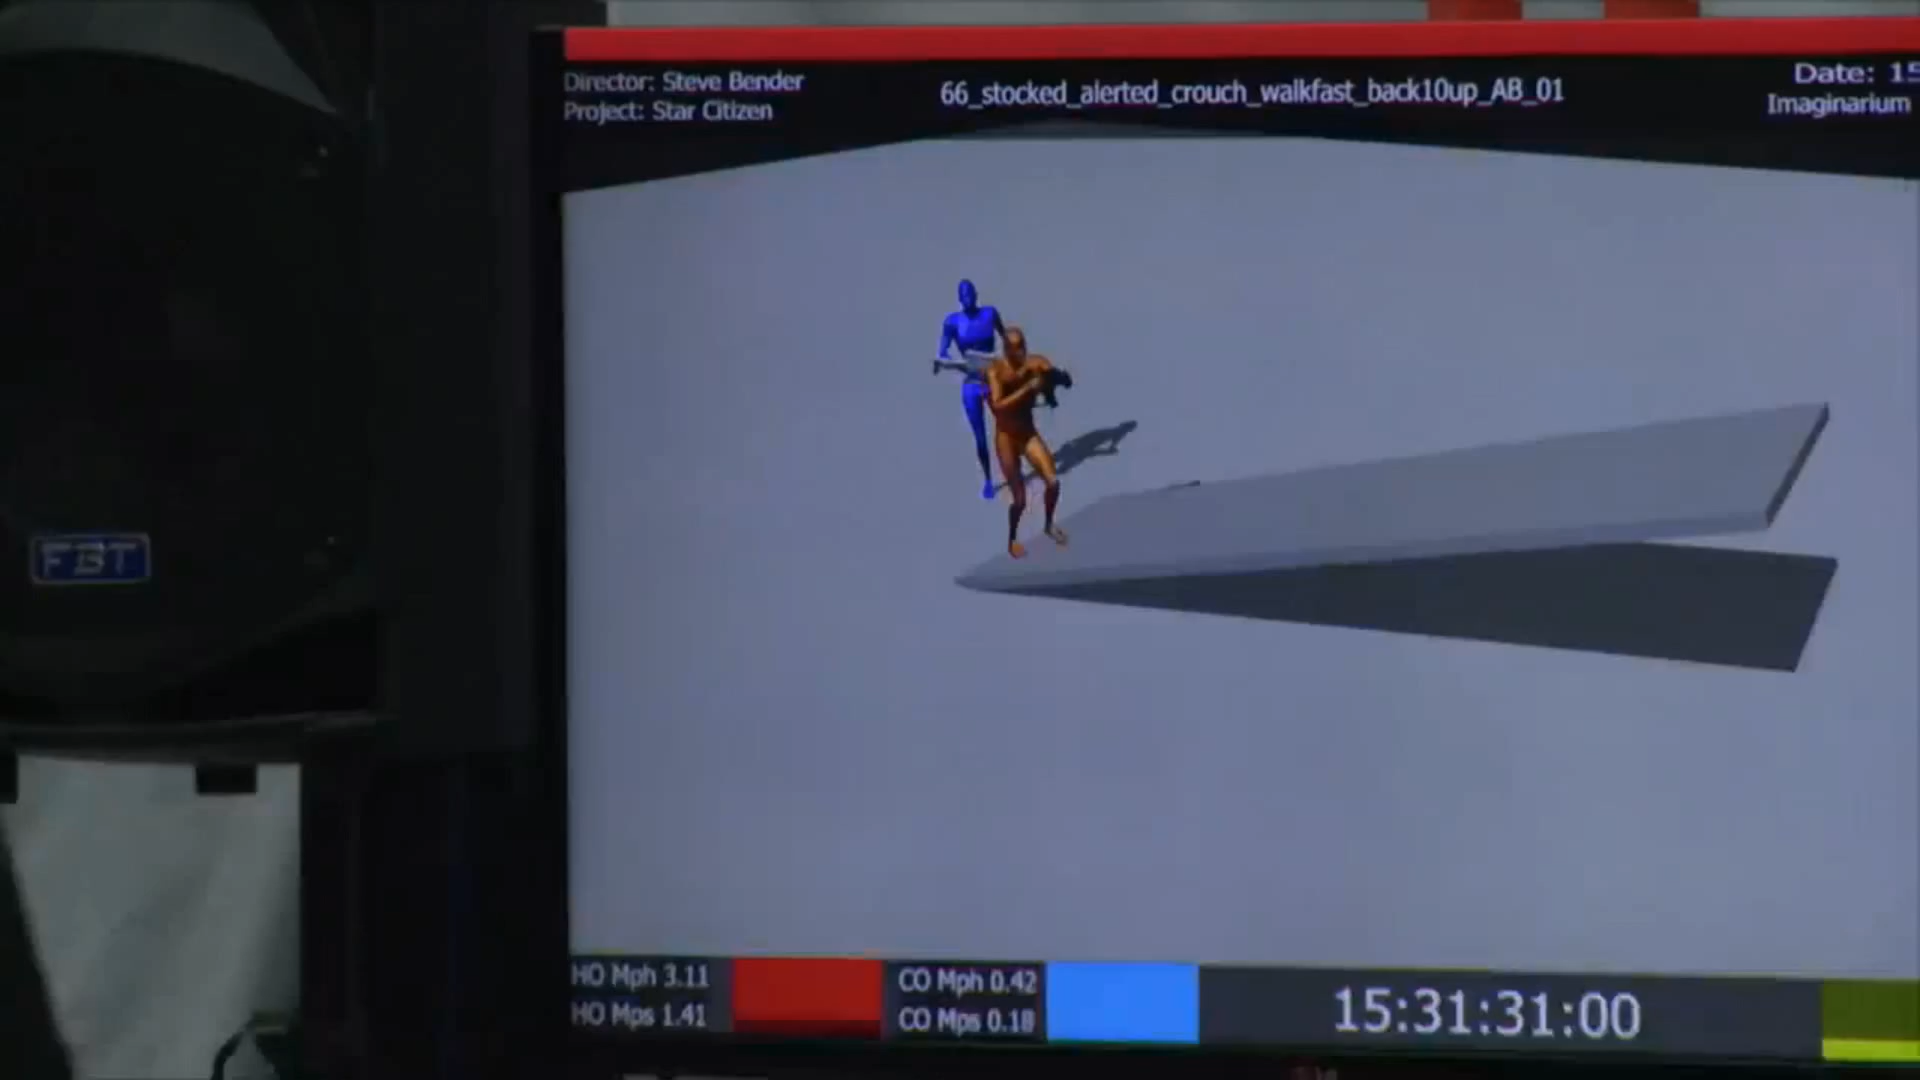 Director: Steve Bender
Project: Star Citizen
66_stocked_alerted_crouch_walkfast_back10up_AB_01
Date: 15
Imaginarium
FBT
HO Mph 3.11
HO Mps 1.41
CO Mph 0.42
CO Mps 0.18
15:31:31:00